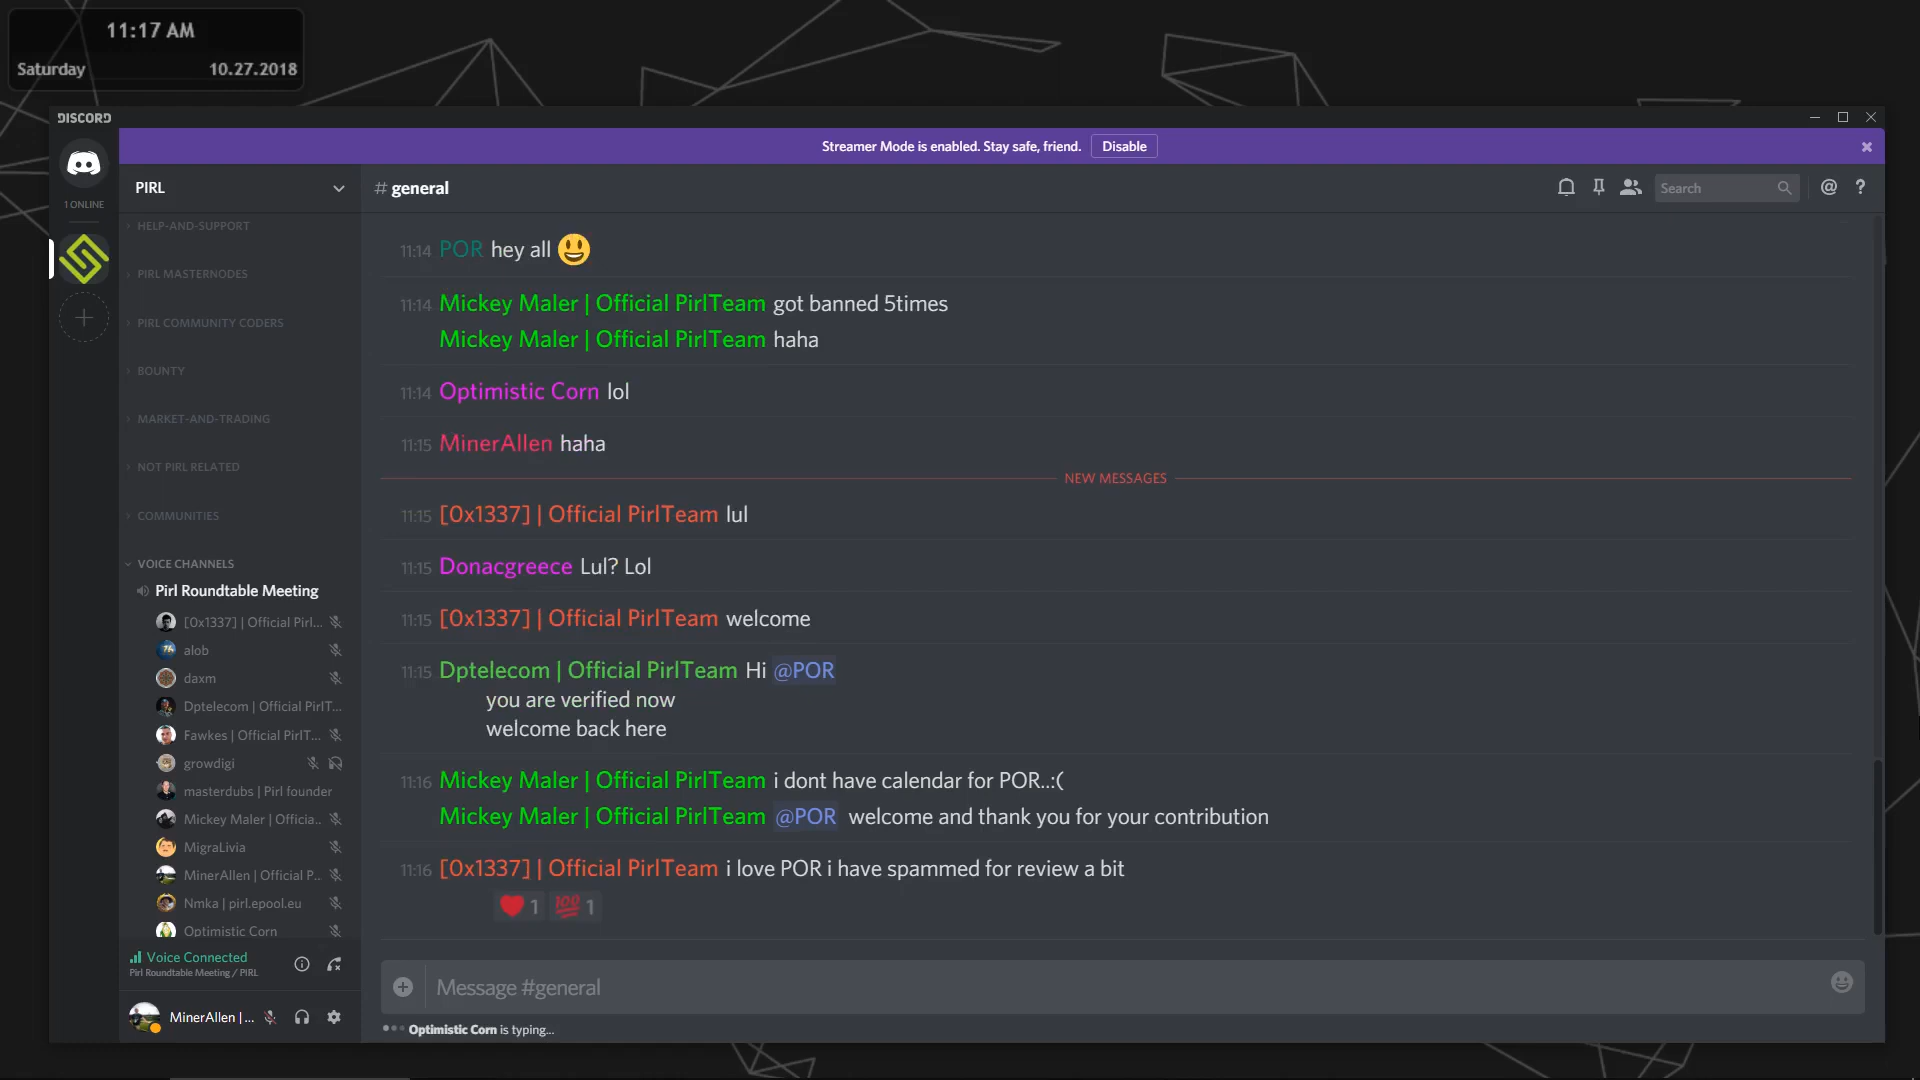 11:17 AM
Saturday 10.27.2018
DISCORD
Streamer Mode is enabled. Stay safe, friend. Disable
1 ONLINE
PIRL
# general
Search
HELP-AND-SUPPORT
PIRL MASTERNODES
PIRL COMMUNITY CODERS
BOUNTY
MARKET-AND-TRADING
NOT PIRL RELATED
COMMUNITIES
VOICE CHANNELS
Pirl Roundtable Meeting
[0x1337] | Official Pirl...
alob
daxm
Dptelecom | Official PirlT...
Fawkes | Official PirlT...
growdigi
masterdubs | Pirl founder
Mickey Maler | Officia...
MigraLivia
MinerAllen | Official P...
Nmka | pirl.epool.eu
Optimistic Corn
Voice Connected
Pirl Roundtable Meeting / PIRL
MinerAllen |...
11:14 POR hey all
11:14 Mickey Maler | Official PirlTeam got banned 5times
Mickey Maler | Official PirlTeam haha
11:14 Optimistic Corn lol
11:15 MinerAllen haha
NEW MESSAGES
11:15 [0x1337] | Official PirlTeam lul
11:15 Donacgreece Lul? Lol
11:15 [0x1337] | Official PirlTeam welcome
11:15 Dptelecom | Official PirlTeam Hi @POR
you are verified now
welcome back here
11:16 Mickey Maler | Official PirlTeam i dont have calendar for POR..:(
Mickey Maler | Official PirlTeam @POR welcome and thank you for your contribution
11:16 [0x1337] | Official PirlTeam i love POR i have spammed for review a bit
1 100 1
Message #general
Optimistic Corn is typing...